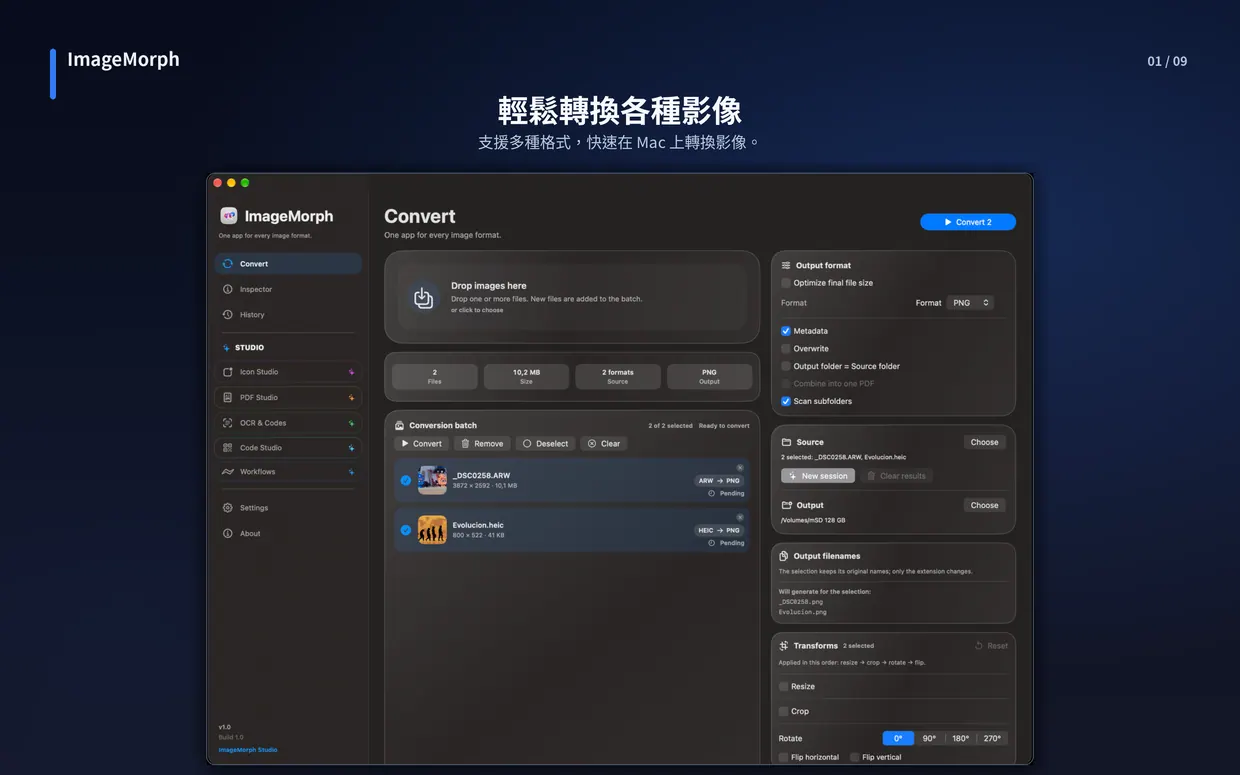 ImageMorph
01 / 09
輕鬆轉換各種影像
支援多種格式，快速在 Mac 上轉換影像。
ImageMorph
One app for every image format.
Convert
Inspector
History
STUDIO
Icon Studio
PDF Studio
OCR & Codes
Code Studio
Workflows
Settings
About
v1.0
Build 1.0
ImageMorph Studio
Convert
One app for every image format.
Convert 2
Drop images here
Drop one or more files. New files are added to the batch.
or click to choose
2
Files
10,2 MB
Size
2 formats
Source
PNG
Output
Conversion batch
2 of 2 selected Ready to convert
Convert Remove Deselect Clear
_DSC0258.ARW
3872 × 2592 · 10,1 MB
ARW → PNG
Pending
Evolucion.heic
800 × 522 · 41 KB
HEIC → PNG
Pending
Output format
Optimize final file size
Format Format PNG
Metadata
Overwrite
Output folder = Source folder
Combine into one PDF
Scan subfolders
Source Choose
2 selected: _DSC0258.ARW, Evolucion.heic
New session Clear results
Output Choose
/Volumes/mSD 128 GB
Output filenames
The selection keeps its original names; only the extension changes.
Will generate for the selection:
_DSC0258.png
Evolucion.png
Transforms 2 selected Reset
Applied in this order: resize → crop → rotate → flip.
Resize
Crop
Rotate 0° 90° 180° 270°
Flip horizontal Flip vertical